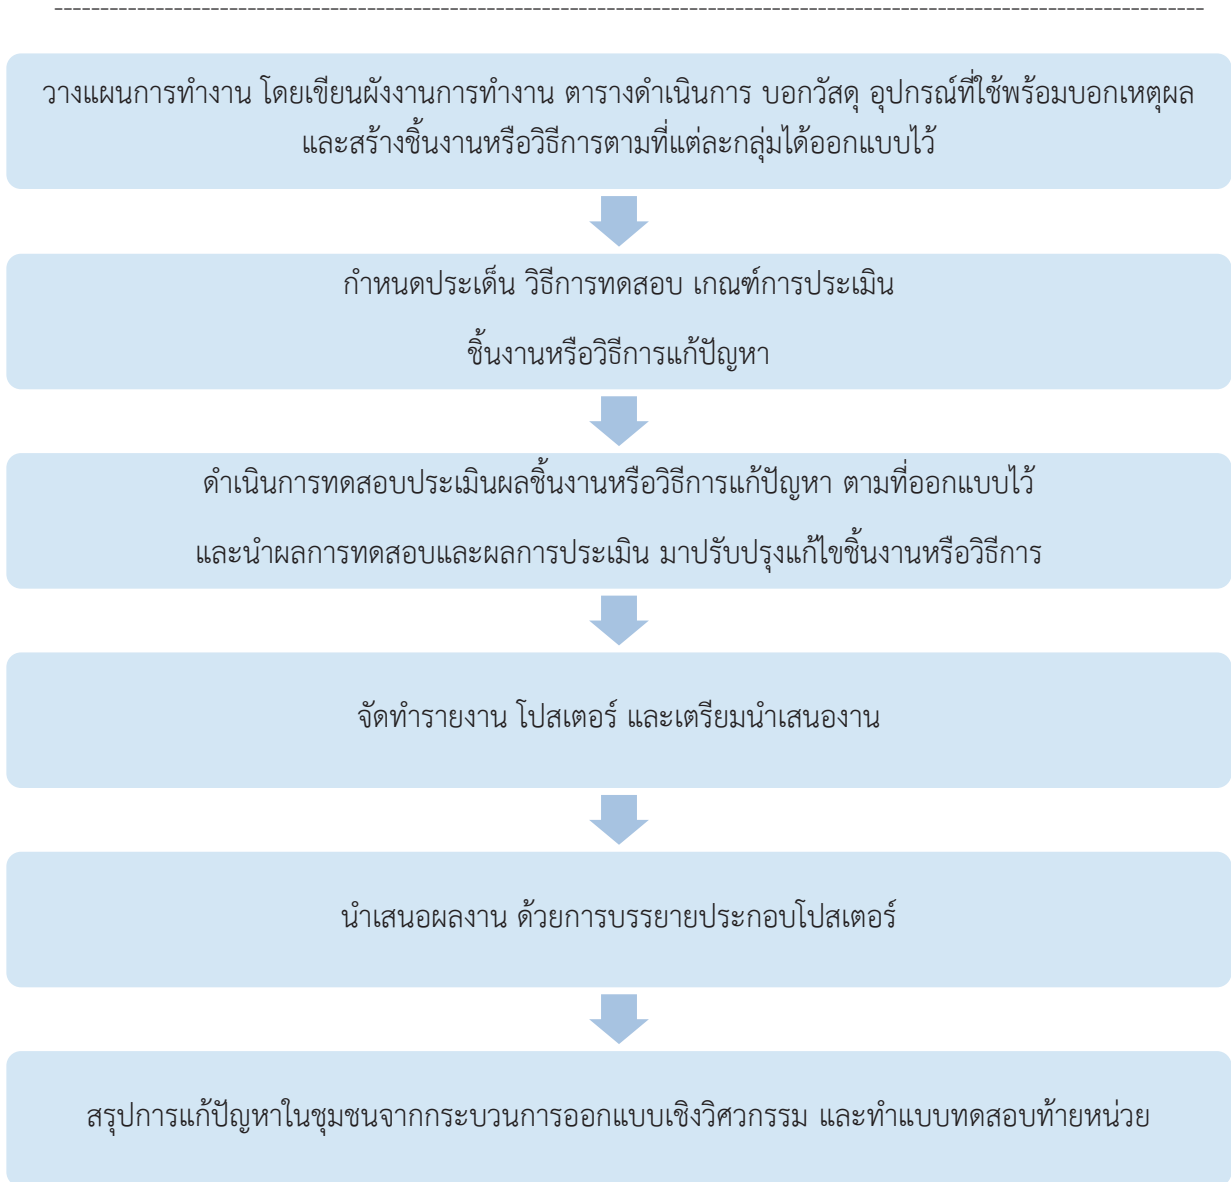 วางแผนการทำงาน โดยเขียนผังงานการทำงาน ตารางดำเนินการ บอกวัสดุ อุปกรณ์ที่ใช้พร้อมบอกเหตุผล
และสร้างชิ้นงานหรือวิธีการตามที่แต่ละกลุ่มได้ออกแบบไว้
กำหนดประเด็น วิธีการทดสอบ เกณฑ์การประเมิน
ชิ้นงานหรือวิธีการแก้ปัญหา
ดำเนินการทดสอบประเมินผลชิ้นงานหรือวิธีการแก้ปัญหา ตามที่ออกแบบไว้
และนำผลการทดสอบและผลการประเมิน มาปรับปรุงแก้ไขชิ้นงานหรือวิธีการ
จัดทำรายงาน โปสเตอร์ และเตรียมนำเสนองาน
นำเสนอผลงาน ด้วยการบรรยายประกอบโปสเตอร์
สรุปการแก้ปัญหาในชุมชนจากกระบวนการออกแบบเชิงวิศวกรรม และทำแบบทดสอบท้ายหน่วย